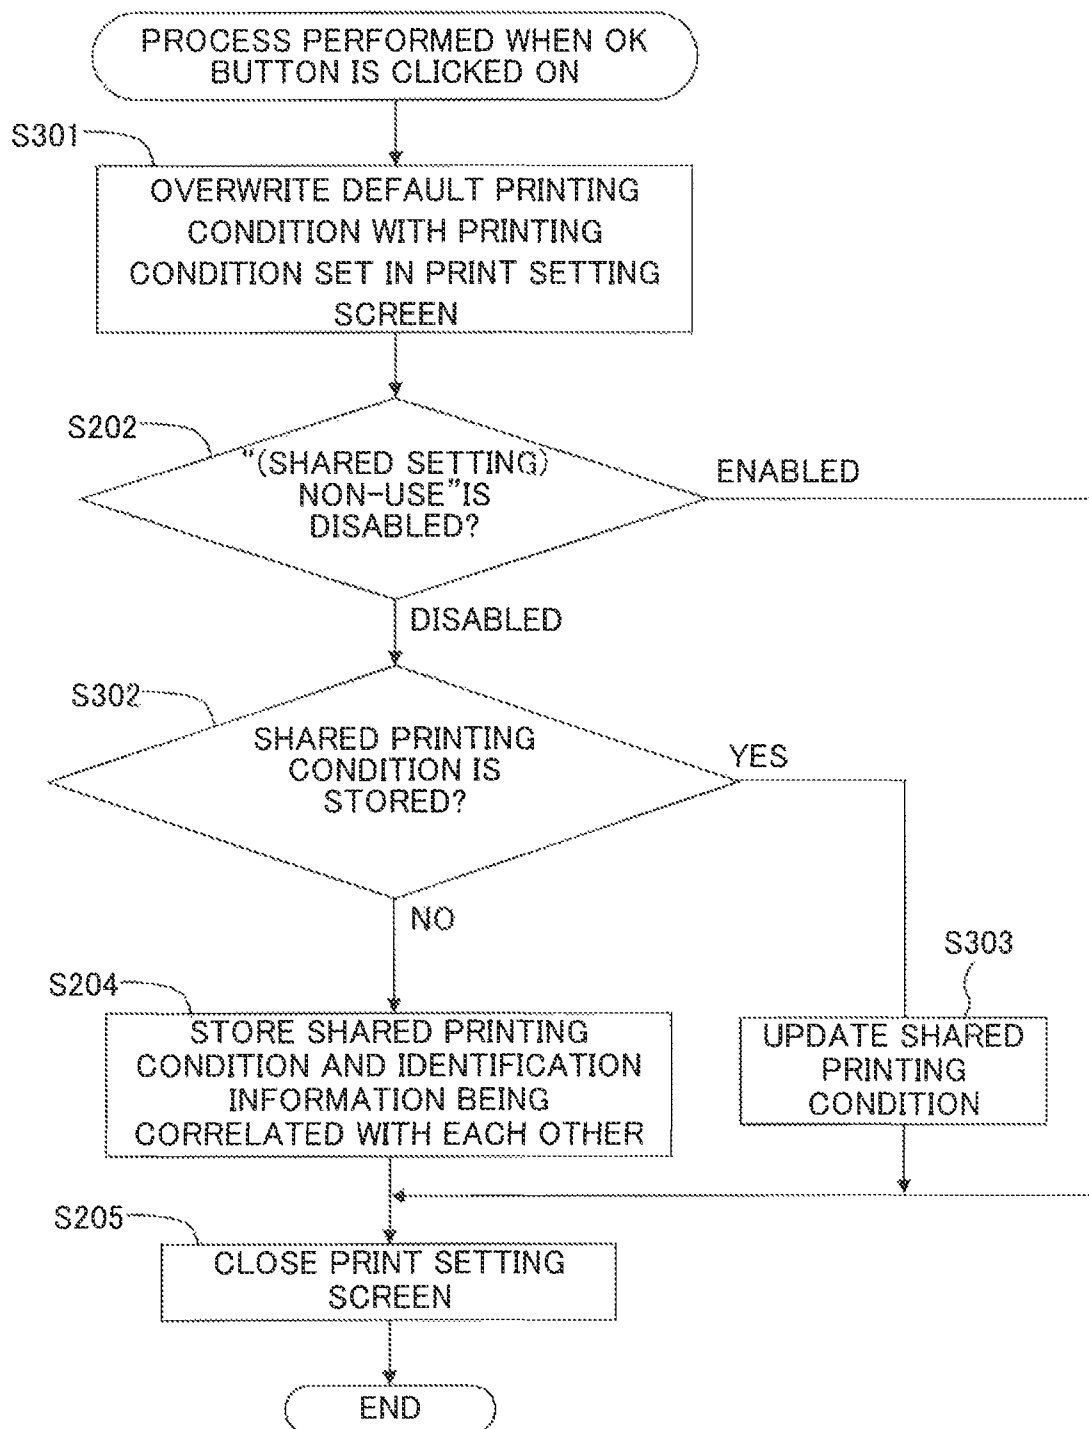 PROCESS PERFORMED WHEN OK
BUTTON IS CLICKED ON
S301
OVERWRITE DEFAULT PRINTING
CONDITION WITH PRINTING
CONDITION SET IN PRINT SETTING
SCREEN
S202
"(SHARED SETTING)
NON-USE"IS
DISABLED?
ENABLED
DISABLED
S302
SHARED PRINTING
CONDITION IS
STORED?
YES
NO
S303
S204
STORE SHARED PRINTING
CONDITION AND IDENTIFICATION
INFORMATION BEING
CORRELATED WITH EACH OTHER
UPDATE SHARED
PRINTING
CONDITION
S205
CLOSE PRINT SETTING
SCREEN
END